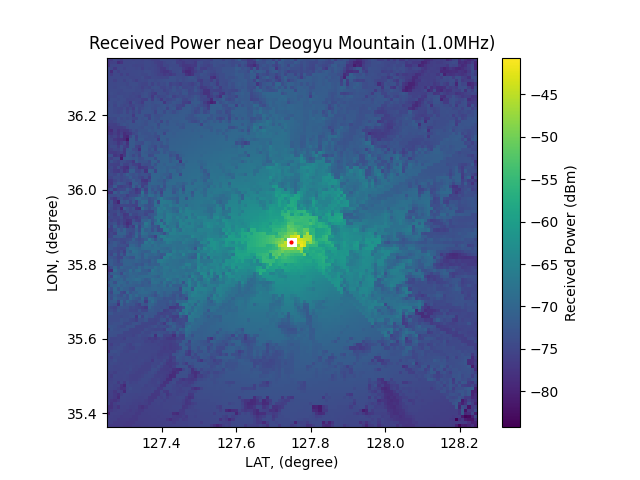 Received Power near Deogyu Mountain (1.0MHz)
36.2
36.0
35.8
35.6
35.4
LON, (degree)
127.4 127.6 127.8 128.0 128.2
LAT, (degree)
−45
−50
−55
−60
−65
−70
−75
−80
Received Power (dBm)